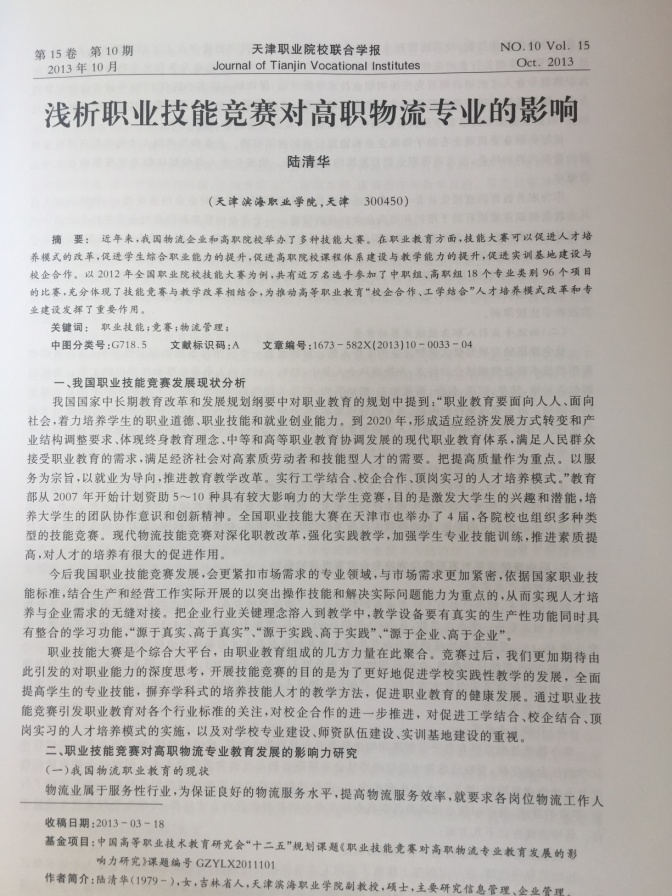 第15卷 第10期
2013年10月
天津职业院校联合学报
Journal of Tianjin Vocational Institutes
NO.10 Vol. 15
Oct. 2013
浅析职业技能竞赛对高职物流专业的影响
陆清华
(天津滨海职业学院,天津 300450)
摘 要: 近年来,我国物流企业和高职院校举办了多种技能大赛。在职业教育方面,技能大赛可以促进人才培
养模式的改革,促进学生综合职业能力的提升,促进高职院校课程体系建设与教学能力的提升,促进实训基地建设与
校企合作。以2012年全国职业院校技能大赛为例,共有近万名选手参加了中职组、高职组18个专业类别96个项目
的比赛,充分体现了技能竞赛与教学改革相结合,为推动高等职业教育“校企合作、工学结合”人才培养模式改革和专
业建设发挥了重要作用。
关键词: 职业技能;竞赛;物流管理;
中图分类号:G718.5 文献标识码:A 文章编号:1673-582X(2013)10-0033-04
一、我国职业技能竞赛发展现状分析
我国国家中长期教育改革和发展规划纲要中对职业教育的规划中提到:“职业教育要面向人人、面向
社会,着力培养学生的职业道德、职业技能和就业创业能力。到2020年,形成适应经济发展方式转变和产
业结构调整要求、体现终身教育理念、中等和高等职业教育协调发展的现代职业教育体系,满足人民群众
接受职业教育的需求,满足经济社会对高素质劳动者和技能型人才的需要。把提高质量作为重点。以服
务为宗旨,以就业为导向,推进教育教学改革。实行工学结合、校企合作、顶岗实习的人才培养模式。”教育
部从2007年开始计划资助5～10种具有较大影响力的大学生竞赛,目的是激发大学生的兴趣和潜能,培
养大学生的团队协作意识和创新精神。全国职业技能大赛在天津市也举办了4届,各院校也组织多种类
型的技能竞赛。现代物流技能竞赛对深化职教改革,强化实践教学,加强学生专业技能训练,推进素质提
高,对人才的培养有很大的促进作用。
今后我国职业技能竞赛发展,会更紧扣市场需求的专业领域,与市场需求更加紧密,依据国家职业技
能标准,结合生产和经营工作实际开展的以突出操作技能和解决实际问题能力为重点的,从而实现人才培
养与企业需求的无缝对接。把企业行业关键理念溶入到教学中,教学设备要有真实的生产性功能同时具
有整合的学习功能,“源于真实、高于真实”、“源于实践、高于实践”、“源于企业、高于企业”。
职业技能大赛是个综合大平台,由职业教育组成的几方力量在此聚合。竞赛过后,我们更加期待由
此引发的对职业能力的深度思考,开展技能竞赛的目的是为了更好地促进学校实践性教学的发展,全面
提高学生的专业技能,摒弃学科式的培养技能人才的教学方法,促进职业教育的健康发展。通过职业技
能竞赛引发职业教育对各个行业标准的关注,对校企合作的进一步推进,对促进工学结合、校企结合、顶
岗实习的人才培养模式的实施,以及对学校专业建设、师资队伍建设、实训基地建设的重视。
二、职业技能竞赛对高职物流专业教育发展的影响力研究
(一)我国物流职业教育的现状
物流业属于服务性行业,为保证良好的物流服务水平,提高物流服务效率,就要求各岗位物流工作人
收稿日期:2013-03-18
基金项目:中国高等职业技术教育研究会“十二五”规划课题《职业技能竞赛对高职物流专业教育发展的影
响力研究》课题编号GZYLX2011101
作者简介:陆清华(1979-),女,吉林省人,天津滨海职业学院副教授,硕士,主要研究信息管理、企业管理。